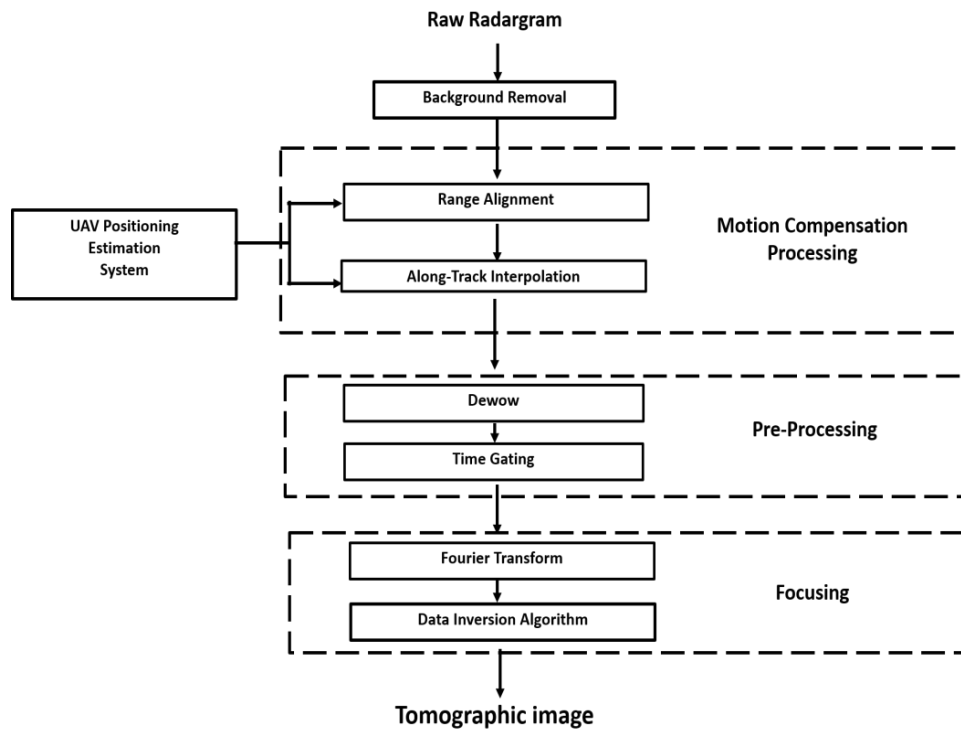 Raw Radargram
Background Removal
Range Alignment
UAV Positioning
Estimation
System
Motion Compensation
Processing
Along-Track Interpolation
Dewow
Pre-Processing
Time Gating
Fourier Transform
Focusing
Data Inversion Algorithm
Tomographic image